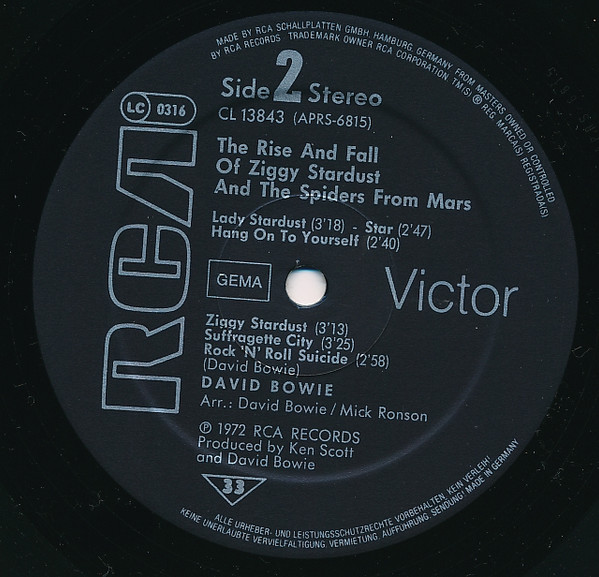 MADE BY RCA SCHALLPLATTEN GMBH, HAMBURG, GERMANY, FROM MASTERS OWNED OR CONTROLLED
BY RCA RECORDS TRADEMARK OWNER RCA CORPORATION TM(S) ® REG. MARCA(S) REGISTRADA(S)
Side 2 Stereo
CL 13843 (APRS-6815)
LC 0316
The Rise And Fall
Of Ziggy Stardust
And The Spiders From Mars
Lady Stardust (3'18) - Star (2'47)
Hang On To Yourself (2'40)
RCA
GEMA
Victor
Ziggy Stardust (3'13)
Suffragette City (3'25)
Rock 'N' Roll Suicide (2'58)
(David Bowie)
DAVID BOWIE
Arr.: David Bowie / Mick Ronson
℗ 1972 RCA RECORDS
Produced by Ken Scott
and David Bowie
33
ALLE URHEBER- UND LEISTUNGSSCHUTZRECHTE VORBEHALTEN. KEIN VERLEIH!
KEINE UNERLAUBTE VERVIELFALTIGUNG, VERMIETUNG, AUFFÜHRUNG, SENDUNG! MADE IN GERMANY